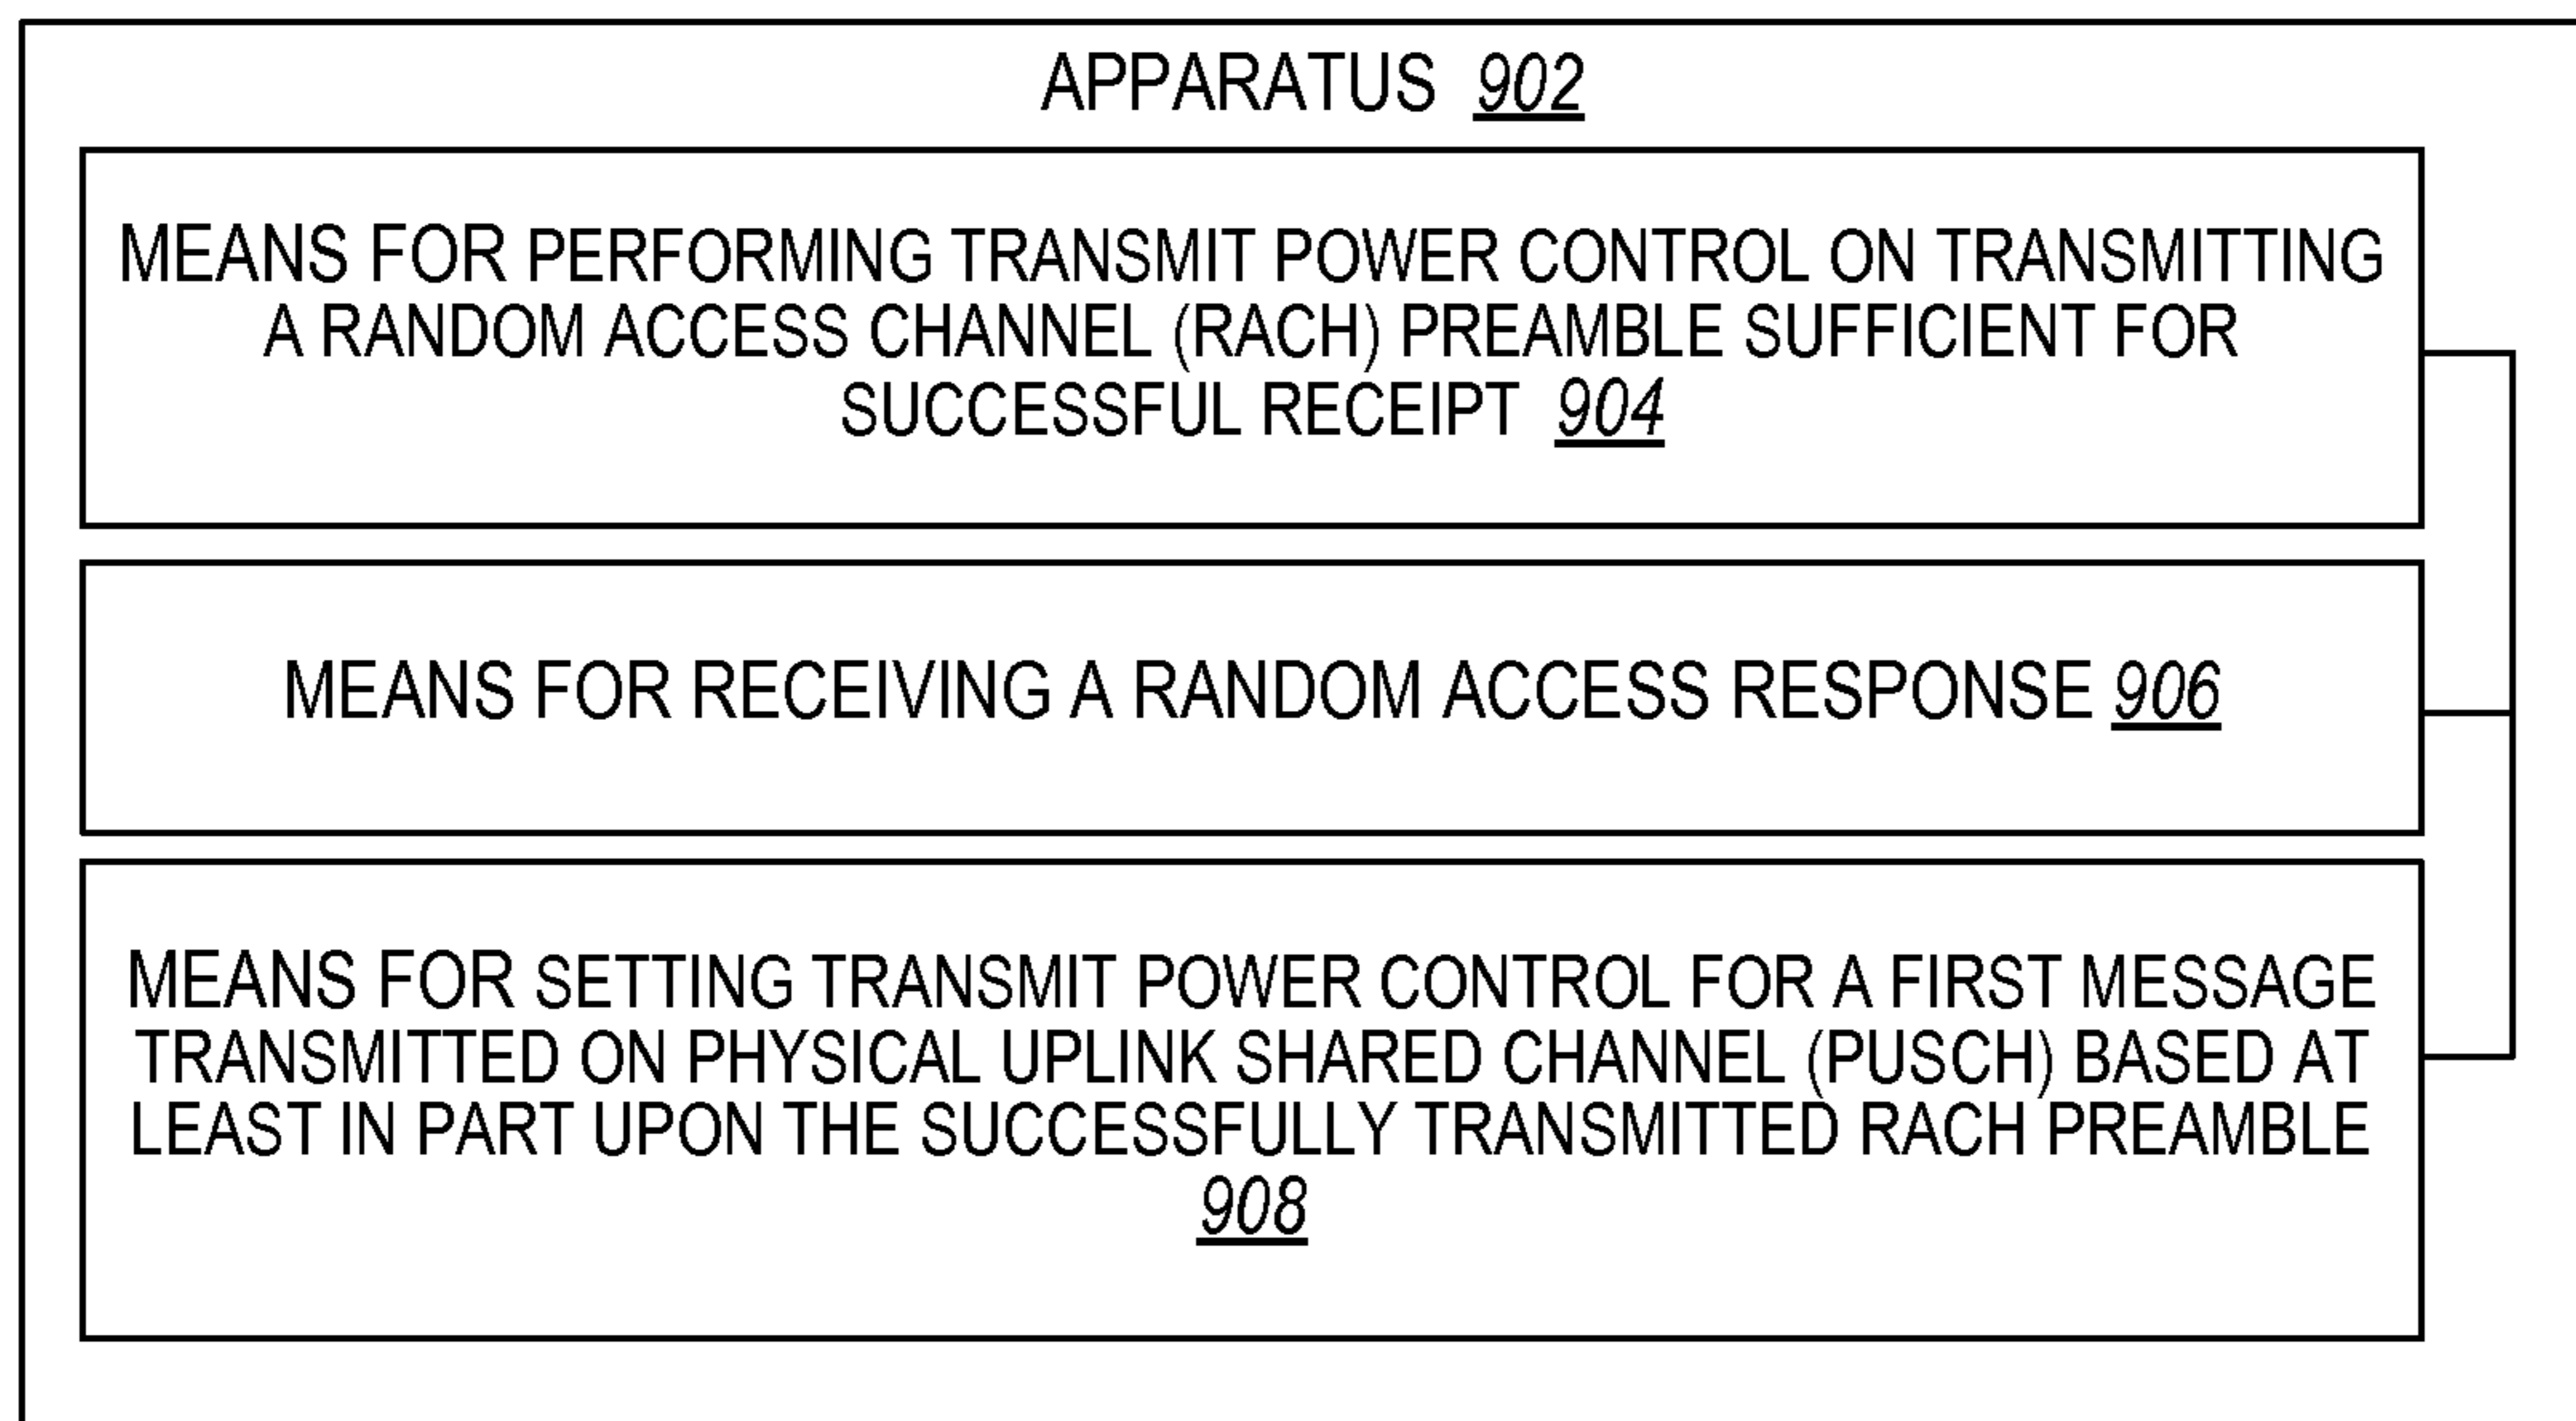 APPARATUS 902
MEANS FOR PERFORMING TRANSMIT POWER CONTROL ON TRANSMITTING
A RANDOM ACCESS CHANNEL (RACH) PREAMBLE SUFFICIENT FOR
SUCCESSFUL RECEIPT 904
MEANS FOR RECEIVING A RANDOM ACCESS RESPONSE 906
MEANS FOR SETTING TRANSMIT POWER CONTROL FOR A FIRST MESSAGE
TRANSMITTED ON PHYSICAL UPLINK SHARED CHANNEL (PUSCH) BASED AT
LEAST IN PART UPON THE SUCCESSFULLY TRANSMITTED RACH PREAMBLE
908